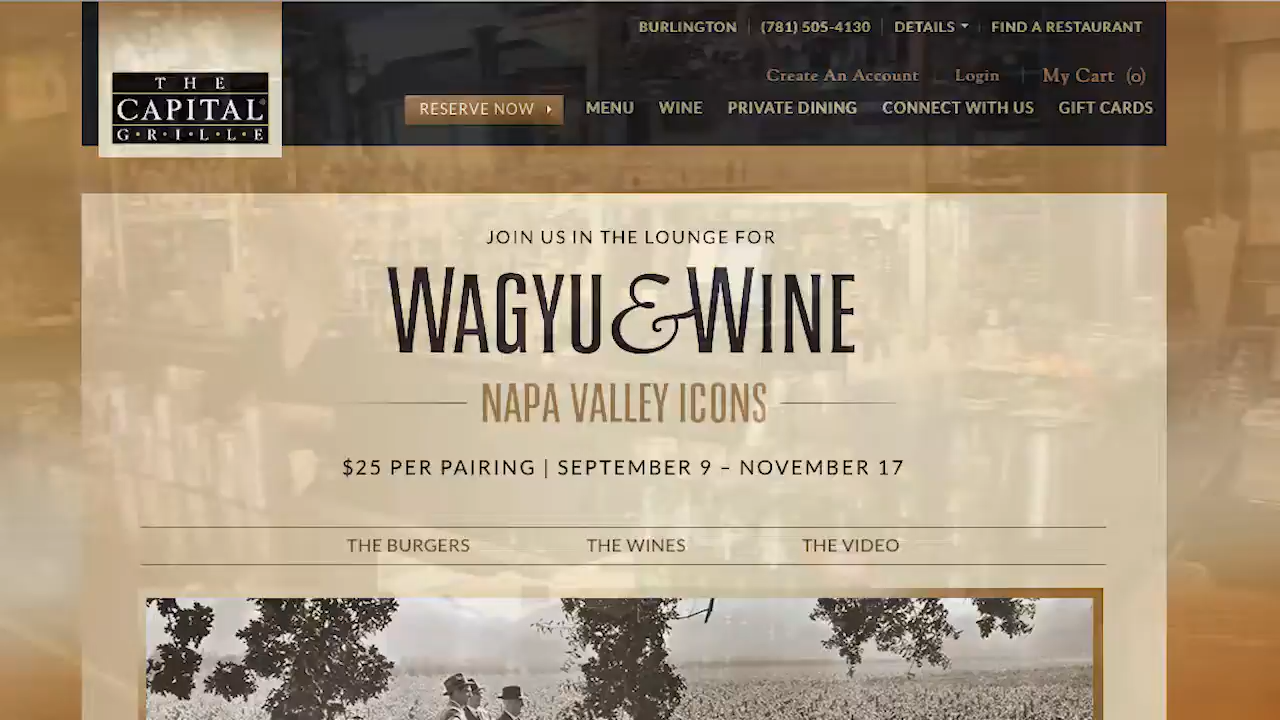 BURLINGTON (781) 505-4130 DETAILS FIND A RESTAURANT
Create An Account Login My Cart (0)
THE
CAPITAL
G·R·I·L·L·E
RESERVE NOW MENU WINE PRIVATE DINING CONNECT WITH US GIFT CARDS
JOIN US IN THE LOUNGE FOR
WAGYU & WINE
NAPA VALLEY ICONS
$25 PER PAIRING | SEPTEMBER 9 – NOVEMBER 17
THE BURGERS THE WINES THE VIDEO